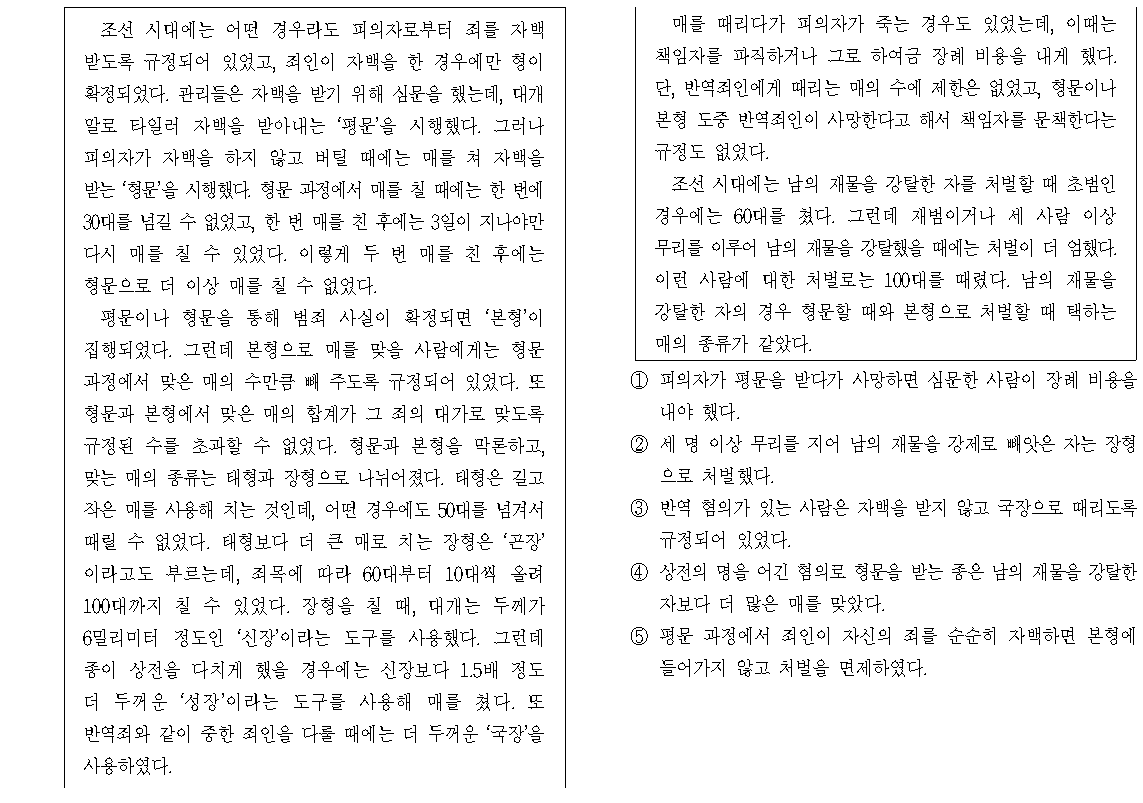 조선 시대에는 어떤 경우라도 피의자로부터 죄를 자백
받도록 규정되어 있었고, 죄인이 자백을 한 경우에만 형이
확정되었다. 관리들은 자백을 받기 위해 심문을 했는데, 대개
말로 타일러 자백을 받아내는 ‘평문’을 시행했다. 그러나
피의자가 자백을 하지 않고 버틸 때에는 매를 쳐 자백을
받는 ‘형문’을 시행했다. 형문 과정에서 매를 칠 때에는 한 번에
30대를 넘길 수 없었고, 한 번 매를 친 후에는 3일이 지나야만
다시 매를 칠 수 있었다. 이렇게 두 번 매를 친 후에는
형문으로 더 이상 매를 칠 수 없었다.
평문이나 형문을 통해 범죄 사실이 확정되면 ‘본형’이
집행되었다. 그런데 본형으로 매를 맞을 사람에게는 형문
과정에서 맞은 매의 수만큼 빼 주도록 규정되어 있었다. 또
형문과 본형에서 맞은 매의 합계가 그 죄의 대가로 맞도록
규정된 수를 초과할 수 없었다. 형문과 본형을 막론하고,
맞는 매의 종류는 태형과 장형으로 나뉘어졌다. 태형은 길고
작은 매를 사용해 치는 것인데, 어떤 경우에도 50대를 넘겨서
때릴 수 없었다. 태형보다 더 큰 매로 치는 장형은 ‘곤장’
이라고도 부르는데, 죄목에 따라 60대부터 10대씩 올려
100대까지 칠 수 있었다. 장형을 칠 때, 대개는 두께가
6밀리미터 정도인 ‘신장’이라는 도구를 사용했다. 그런데
종이 상전을 다치게 했을 경우에는 신장보다 1.5배 정도
더 두꺼운 ‘성장’이라는 도구를 사용해 매를 쳤다. 또
반역죄와 같이 중한 죄인을 다룰 때에는 더 두꺼운 ‘국장’을
사용하였다.
매를 때리다가 피의자가 죽는 경우도 있었는데, 이때는
책임자를 파직하거나 그로 하여금 장례 비용을 내게 했다.
단, 반역죄인에게 때리는 매의 수에 제한은 없었고, 형문이나
본형 도중 반역죄인이 사망한다고 해서 책임자를 문책한다는
규정도 없었다.
조선 시대에는 남의 재물을 강탈한 자를 처벌할 때 초범인
경우에는 60대를 쳤다. 그런데 재범이거나 세 사람 이상
무리를 이루어 남의 재물을 강탈했을 때에는 처벌이 더 엄했다.
이런 사람에 대한 처벌로는 100대를 때렸다. 남의 재물을
강탈한 자의 경우 형문할 때와 본형으로 처벌할 때 택하는
매의 종류가 같았다.
① 피의자가 평문을 받다가 사망하면 심문한 사람이 장례 비용을
내야 했다.
② 세 명 이상 무리를 지어 남의 재물을 강제로 빼앗은 자는 장형
으로 처벌했다.
③ 반역 혐의가 있는 사람은 자백을 받지 않고 국장으로 때리도록
규정되어 있었다.
④ 상전의 명을 어긴 혐의로 형문을 받는 종은 남의 재물을 강탈한
자보다 더 많은 매를 맞았다.
⑤ 평문 과정에서 죄인이 자신의 죄를 순순히 자백하면 본형에
들어가지 않고 처벌을 면제하였다.